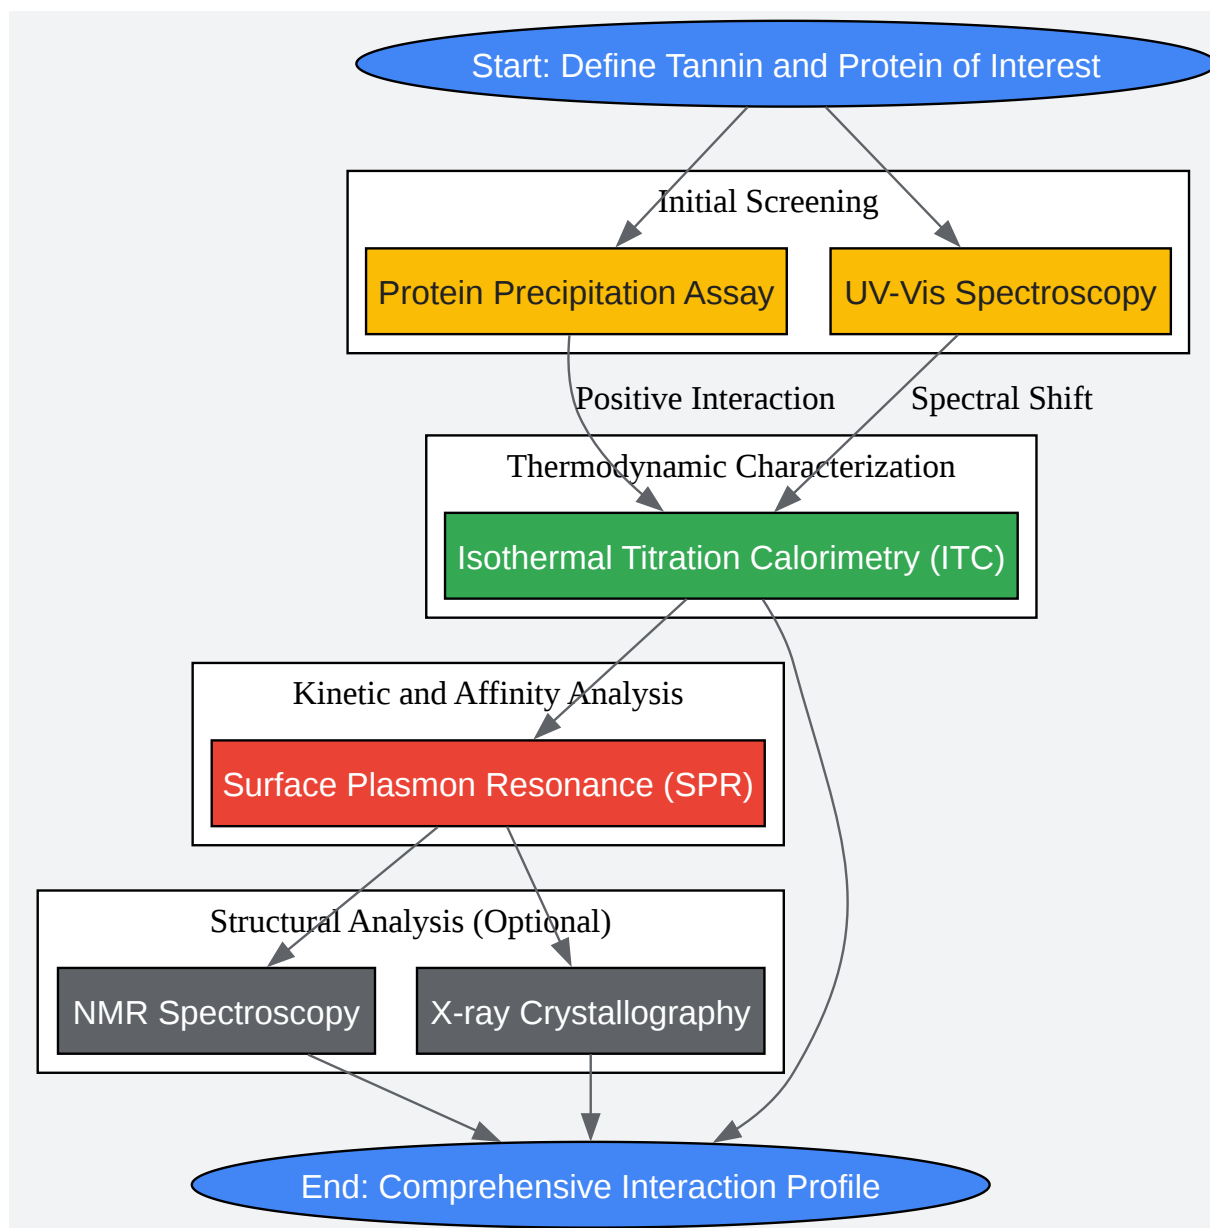 Start: Define Tannin and Protein of Interest
Initial Screening
Protein Precipitation Assay
UV-Vis Spectroscopy
Positive Interaction
Spectral Shift
Thermodynamic Characterization
Isothermal Titration Calorimetry (ITC)
Kinetic and Affinity Analysis
Surface Plasmon Resonance (SPR)
Structural Analysis (Optional)
NMR Spectroscopy
X-ray Crystallography
End: Comprehensive Interaction Profile